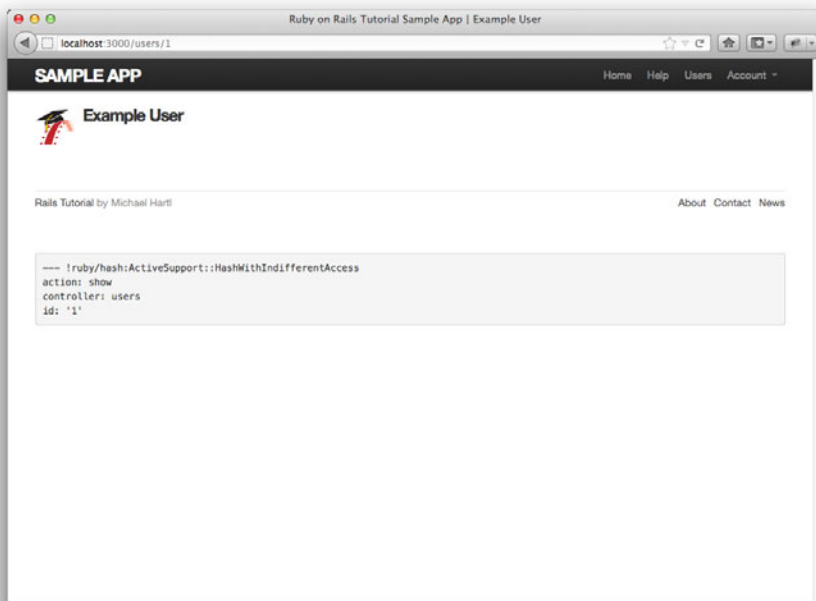 Ruby on Rails Tutorial Sample App | Example User
localhost:3000/users/1
SAMPLE APP
Home Help Users Account
Example User
Rails Tutorial by Michael Hartl
About Contact News
--- !ruby/hash:ActiveSupport::HashWithIndifferentAccess
action: show
controller: users
id: '1'